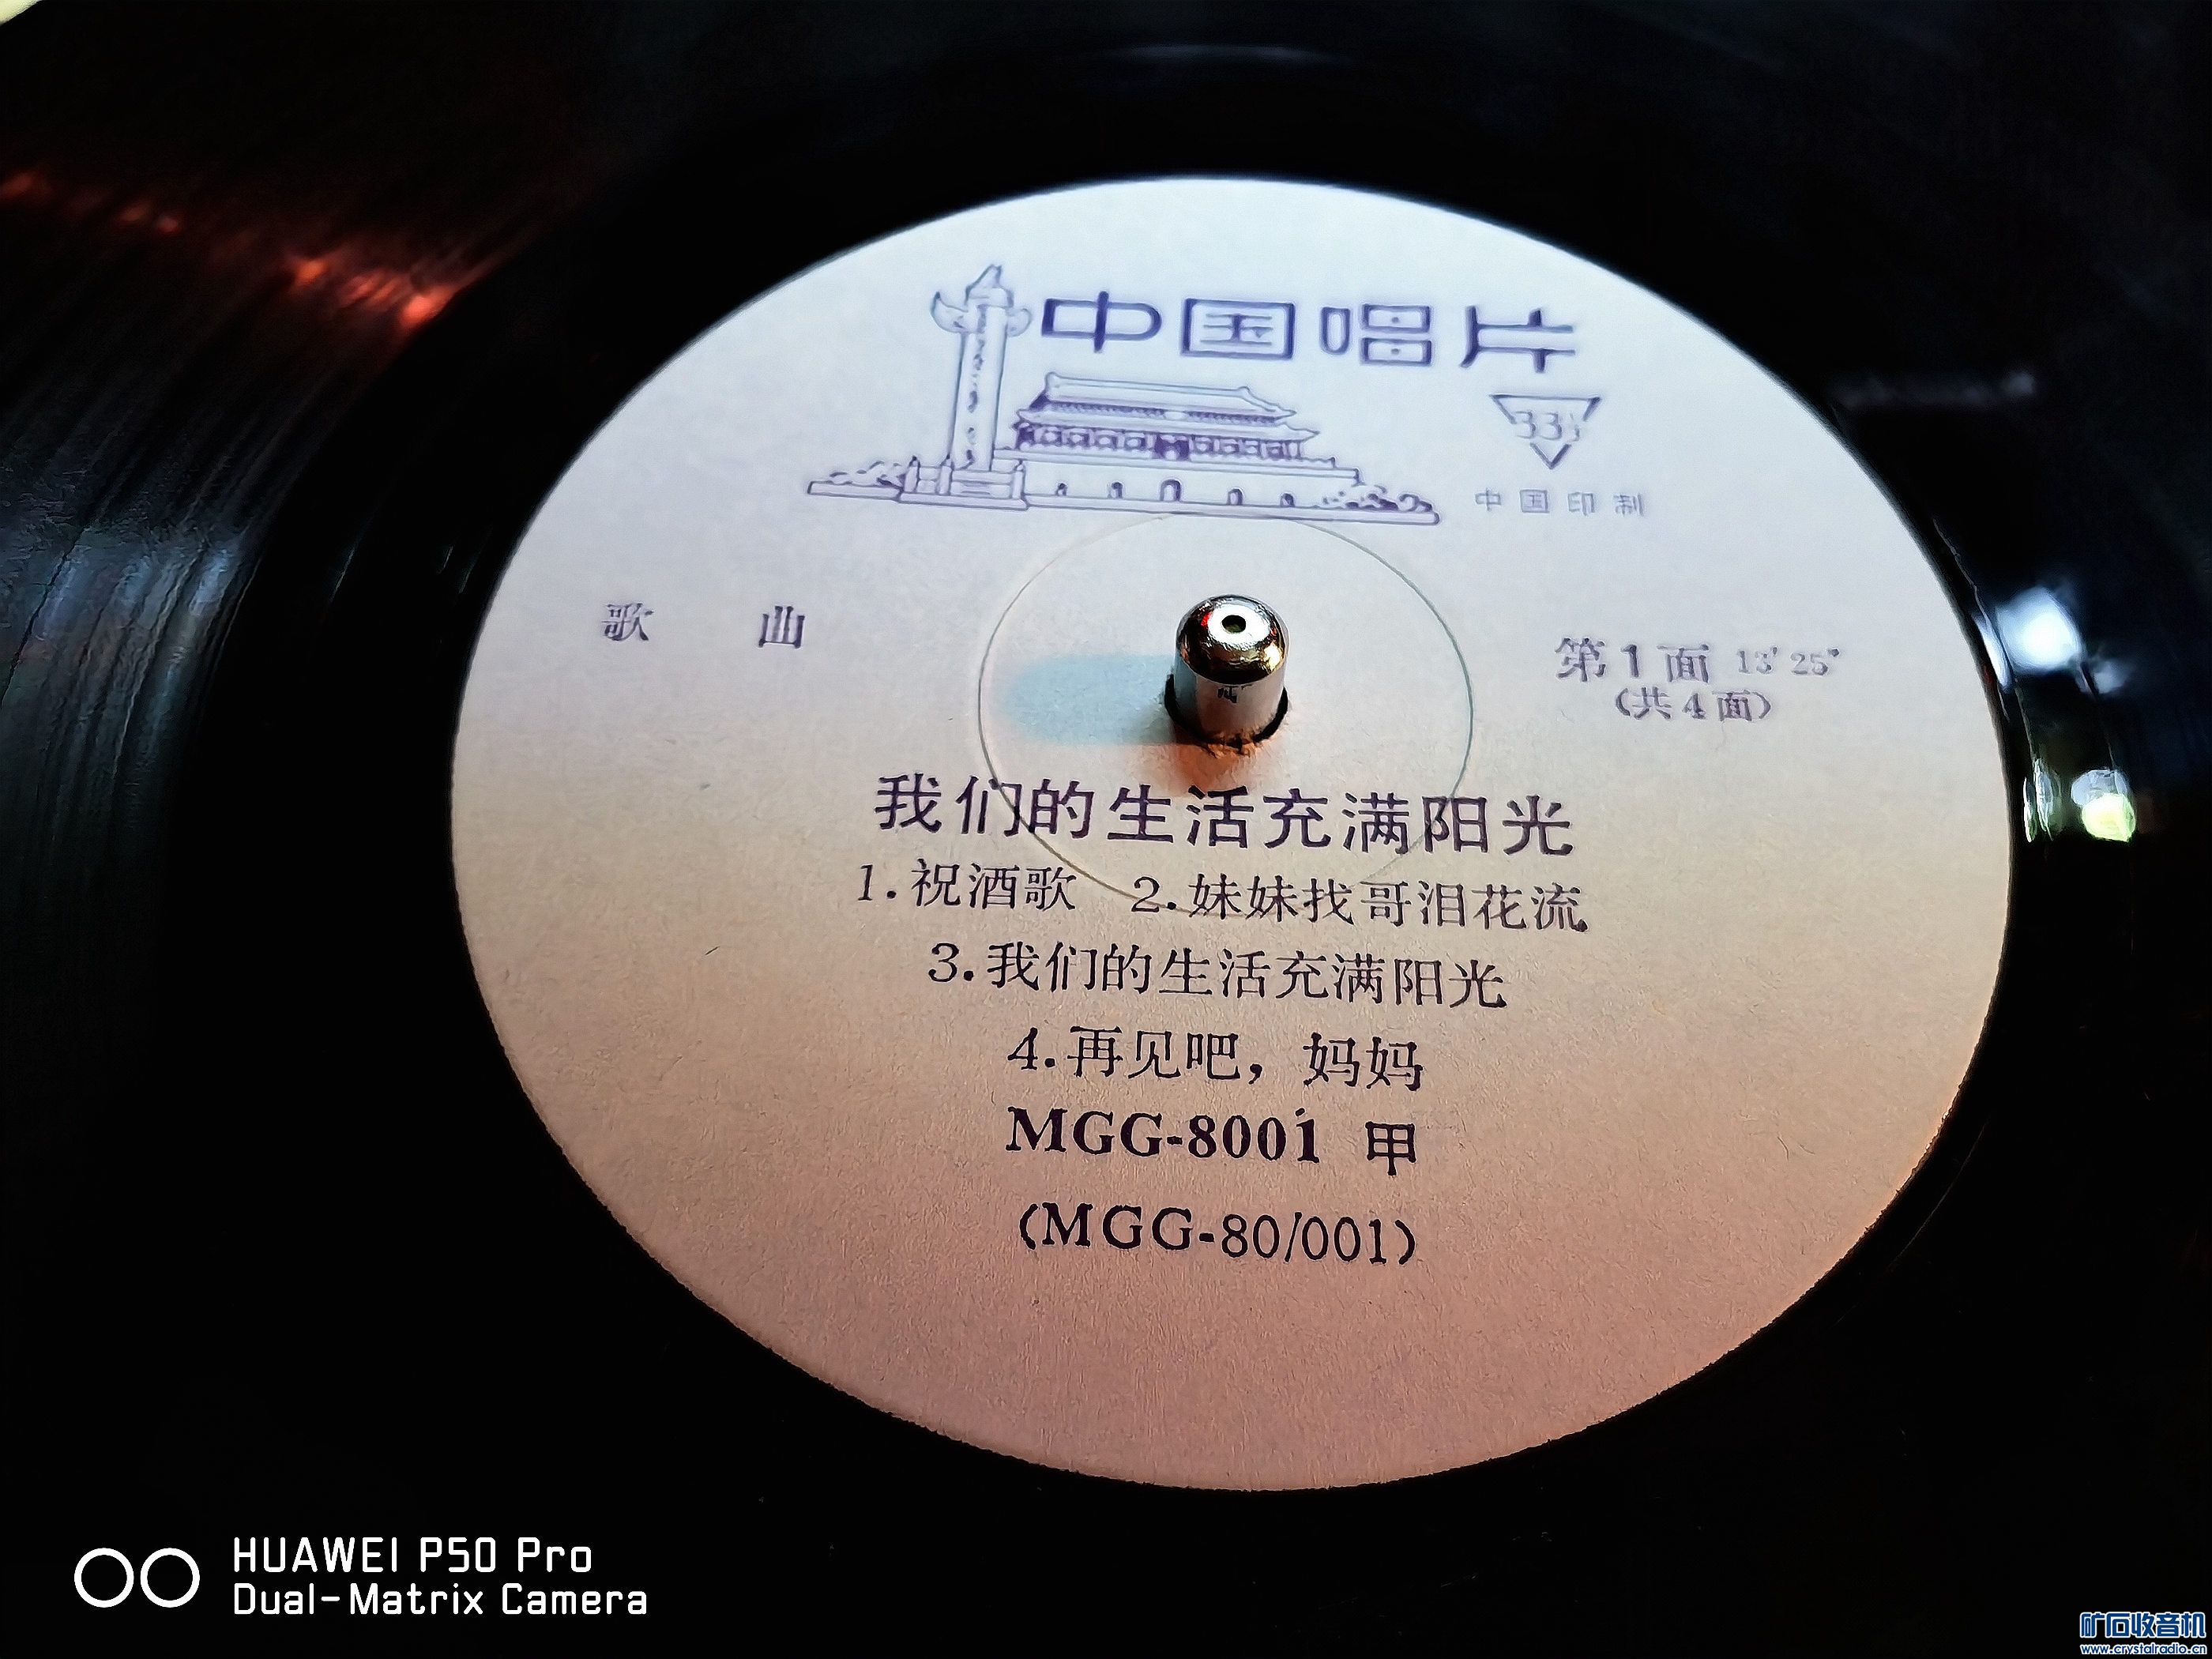 中国唱片
33⅓
中国印制
歌 曲
第1面 13′25″
(共4面)
我们的生活充满阳光
1.祝酒歌 2.妹妹找哥泪花流
3.我们的生活充满阳光
4.再见吧，妈妈
MGG-8001 甲
(MGG-80/001)
HUAWEI P50 Pro
Dual-Matrix Camera
矿石收音机
www.crystalradio.cn